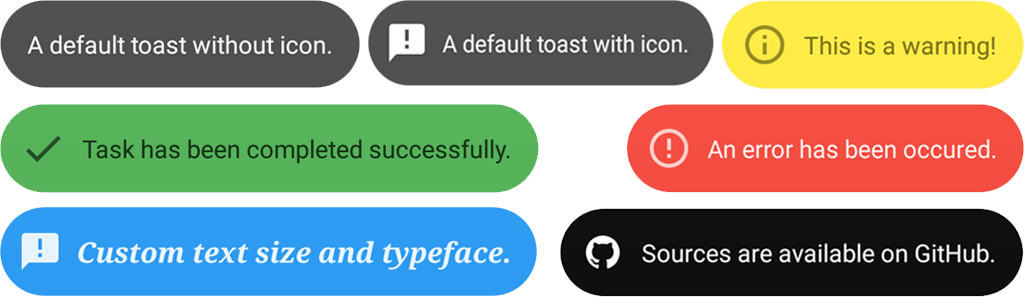 A default toast without icon.
A default toast with icon.
This is a warning!
Task has been completed successfully.
An error has been occured.
Custom text size and typeface.
Sources are available on GitHub.